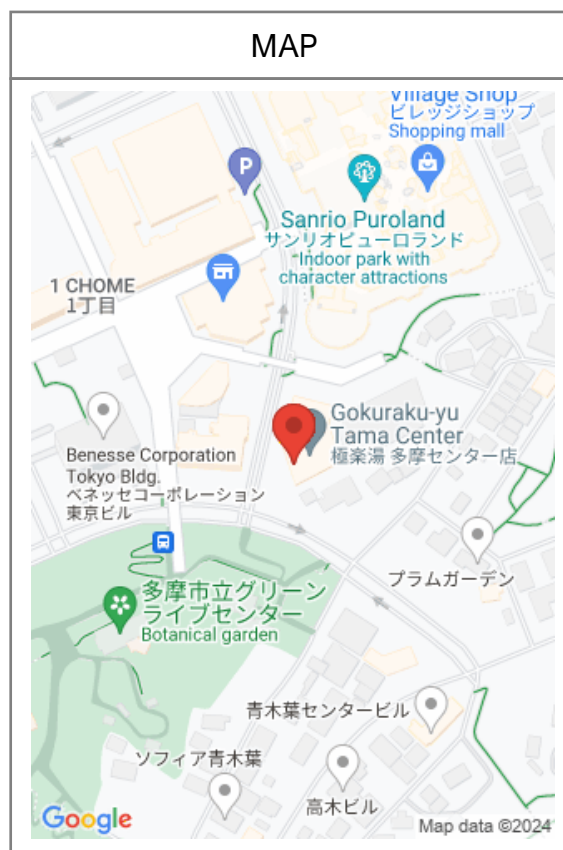 MAP
Village Shop
ビレッジショップ
Shopping mall
P
Sanrio Puroland
サンリオピューロランド
Indoor park with
character attractions
1 CHOME
1丁目
Gokuraku-yu
Tama Center
極楽湯 多摩センター店
Benesse Corporation
Tokyo Bldg.
ベネッセコーポレーション
東京ビル
プラムガーデン
多摩市立グリーン
ライブセンター
Botanical garden
青木葉センタービル
ソフィア青木葉
高木ビル
Google
Map data ©2024